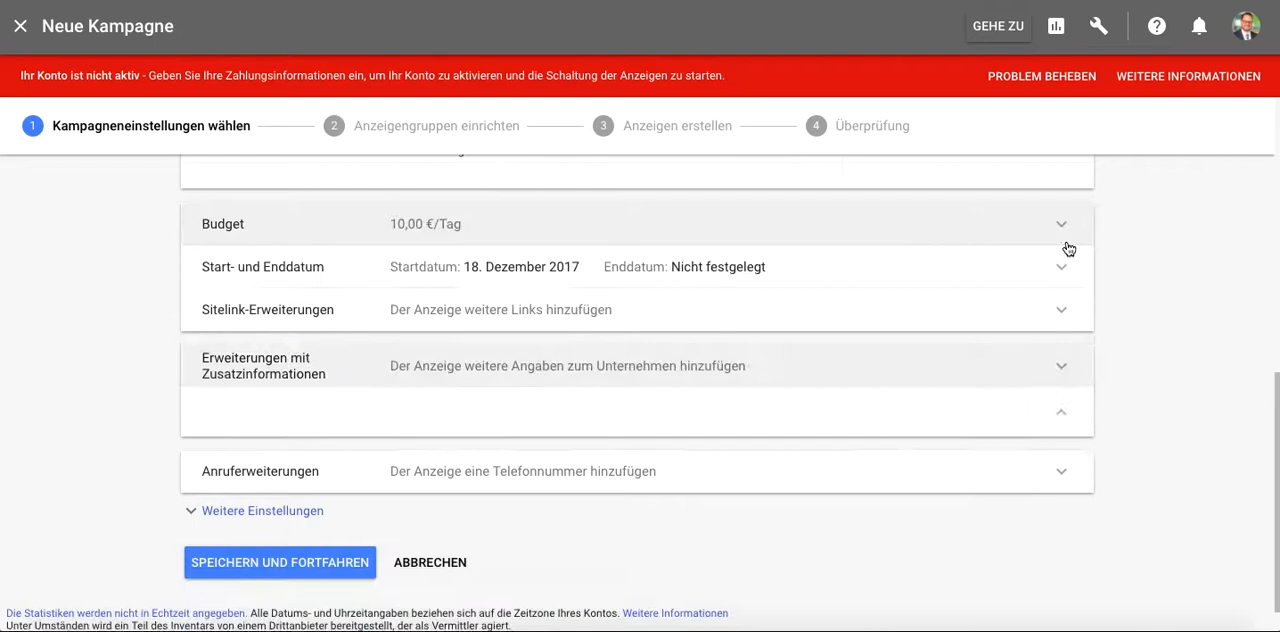 Neue Kampagne
GEHE ZU
Ihr Konto ist nicht aktiv - Geben Sie Ihre Zahlungsinformationen ein, um Ihr Konto zu aktivieren und die Schaltung der Anzeigen zu starten.
PROBLEM BEHEBEN WEITERE INFORMATIONEN
1 Kampagneneinstellungen wählen 2 Anzeigengruppen einrichten 3 Anzeigen erstellen 4 Überprüfung
Budget 10,00 €/Tag
Start- und Enddatum Startdatum: 18. Dezember 2017 Enddatum: Nicht festgelegt
Sitelink-Erweiterungen Der Anzeige weitere Links hinzufügen
Erweiterungen mit
Zusatzinformationen
Der Anzeige weitere Angaben zum Unternehmen hinzufügen
Anruferweiterungen Der Anzeige eine Telefonnummer hinzufügen
Weitere Einstellungen
SPEICHERN UND FORTFAHREN ABBRECHEN
Die Statistiken werden nicht in Echtzeit angegeben. Alle Datums- und Uhrzeitangaben beziehen sich auf die Zeitzone Ihres Kontos. Weitere Informationen
Unter Umständen wird ein Teil des Inventars von einem Drittanbieter bereitgestellt, der als Vermittler agiert.